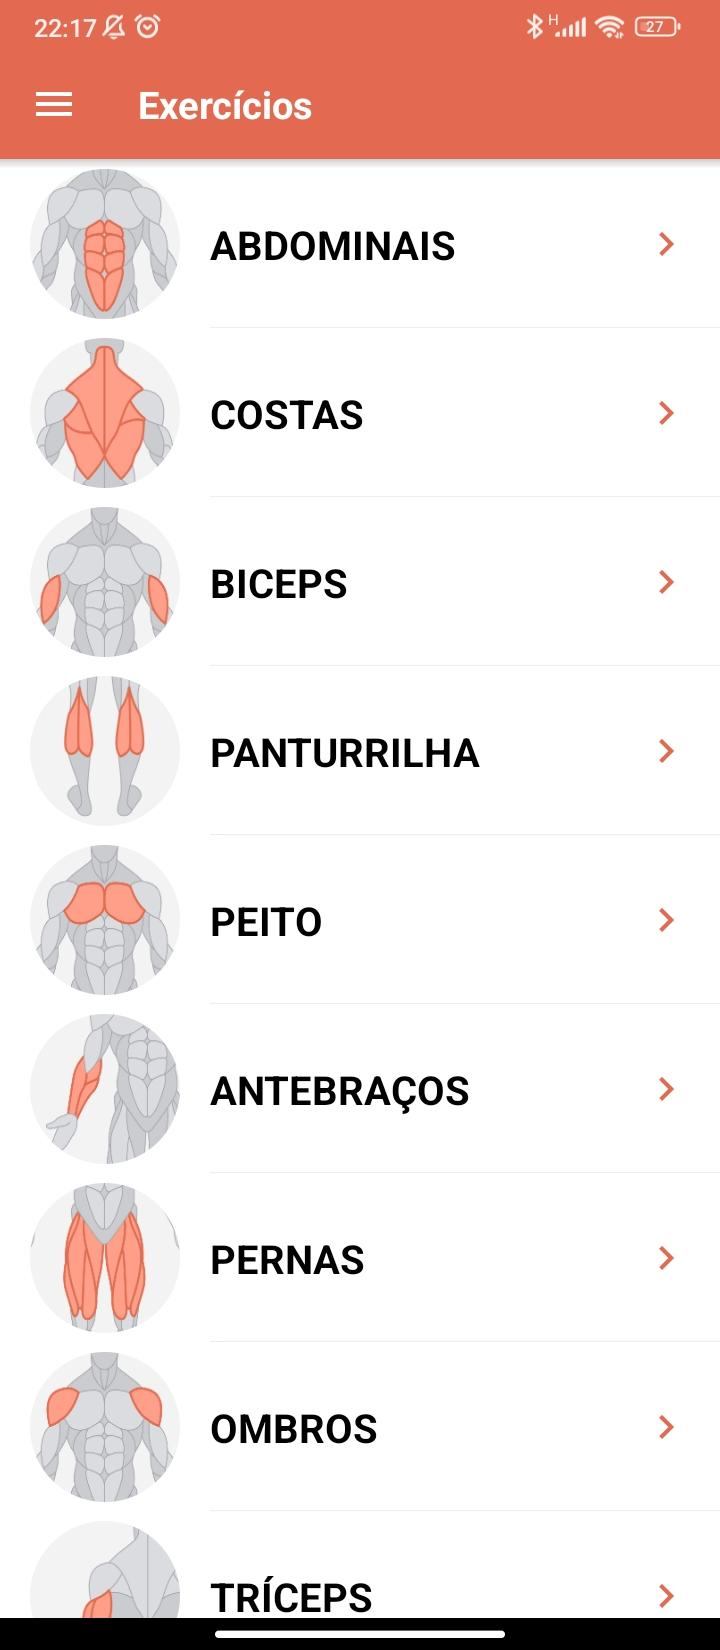 22:17
H
27
Exercícios
ABDOMINAIS
COSTAS
BICEPS
PANTURRILHA
PEITO
ANTEBRAÇOS
PERNAS
OMBROS
TRÍCEPS